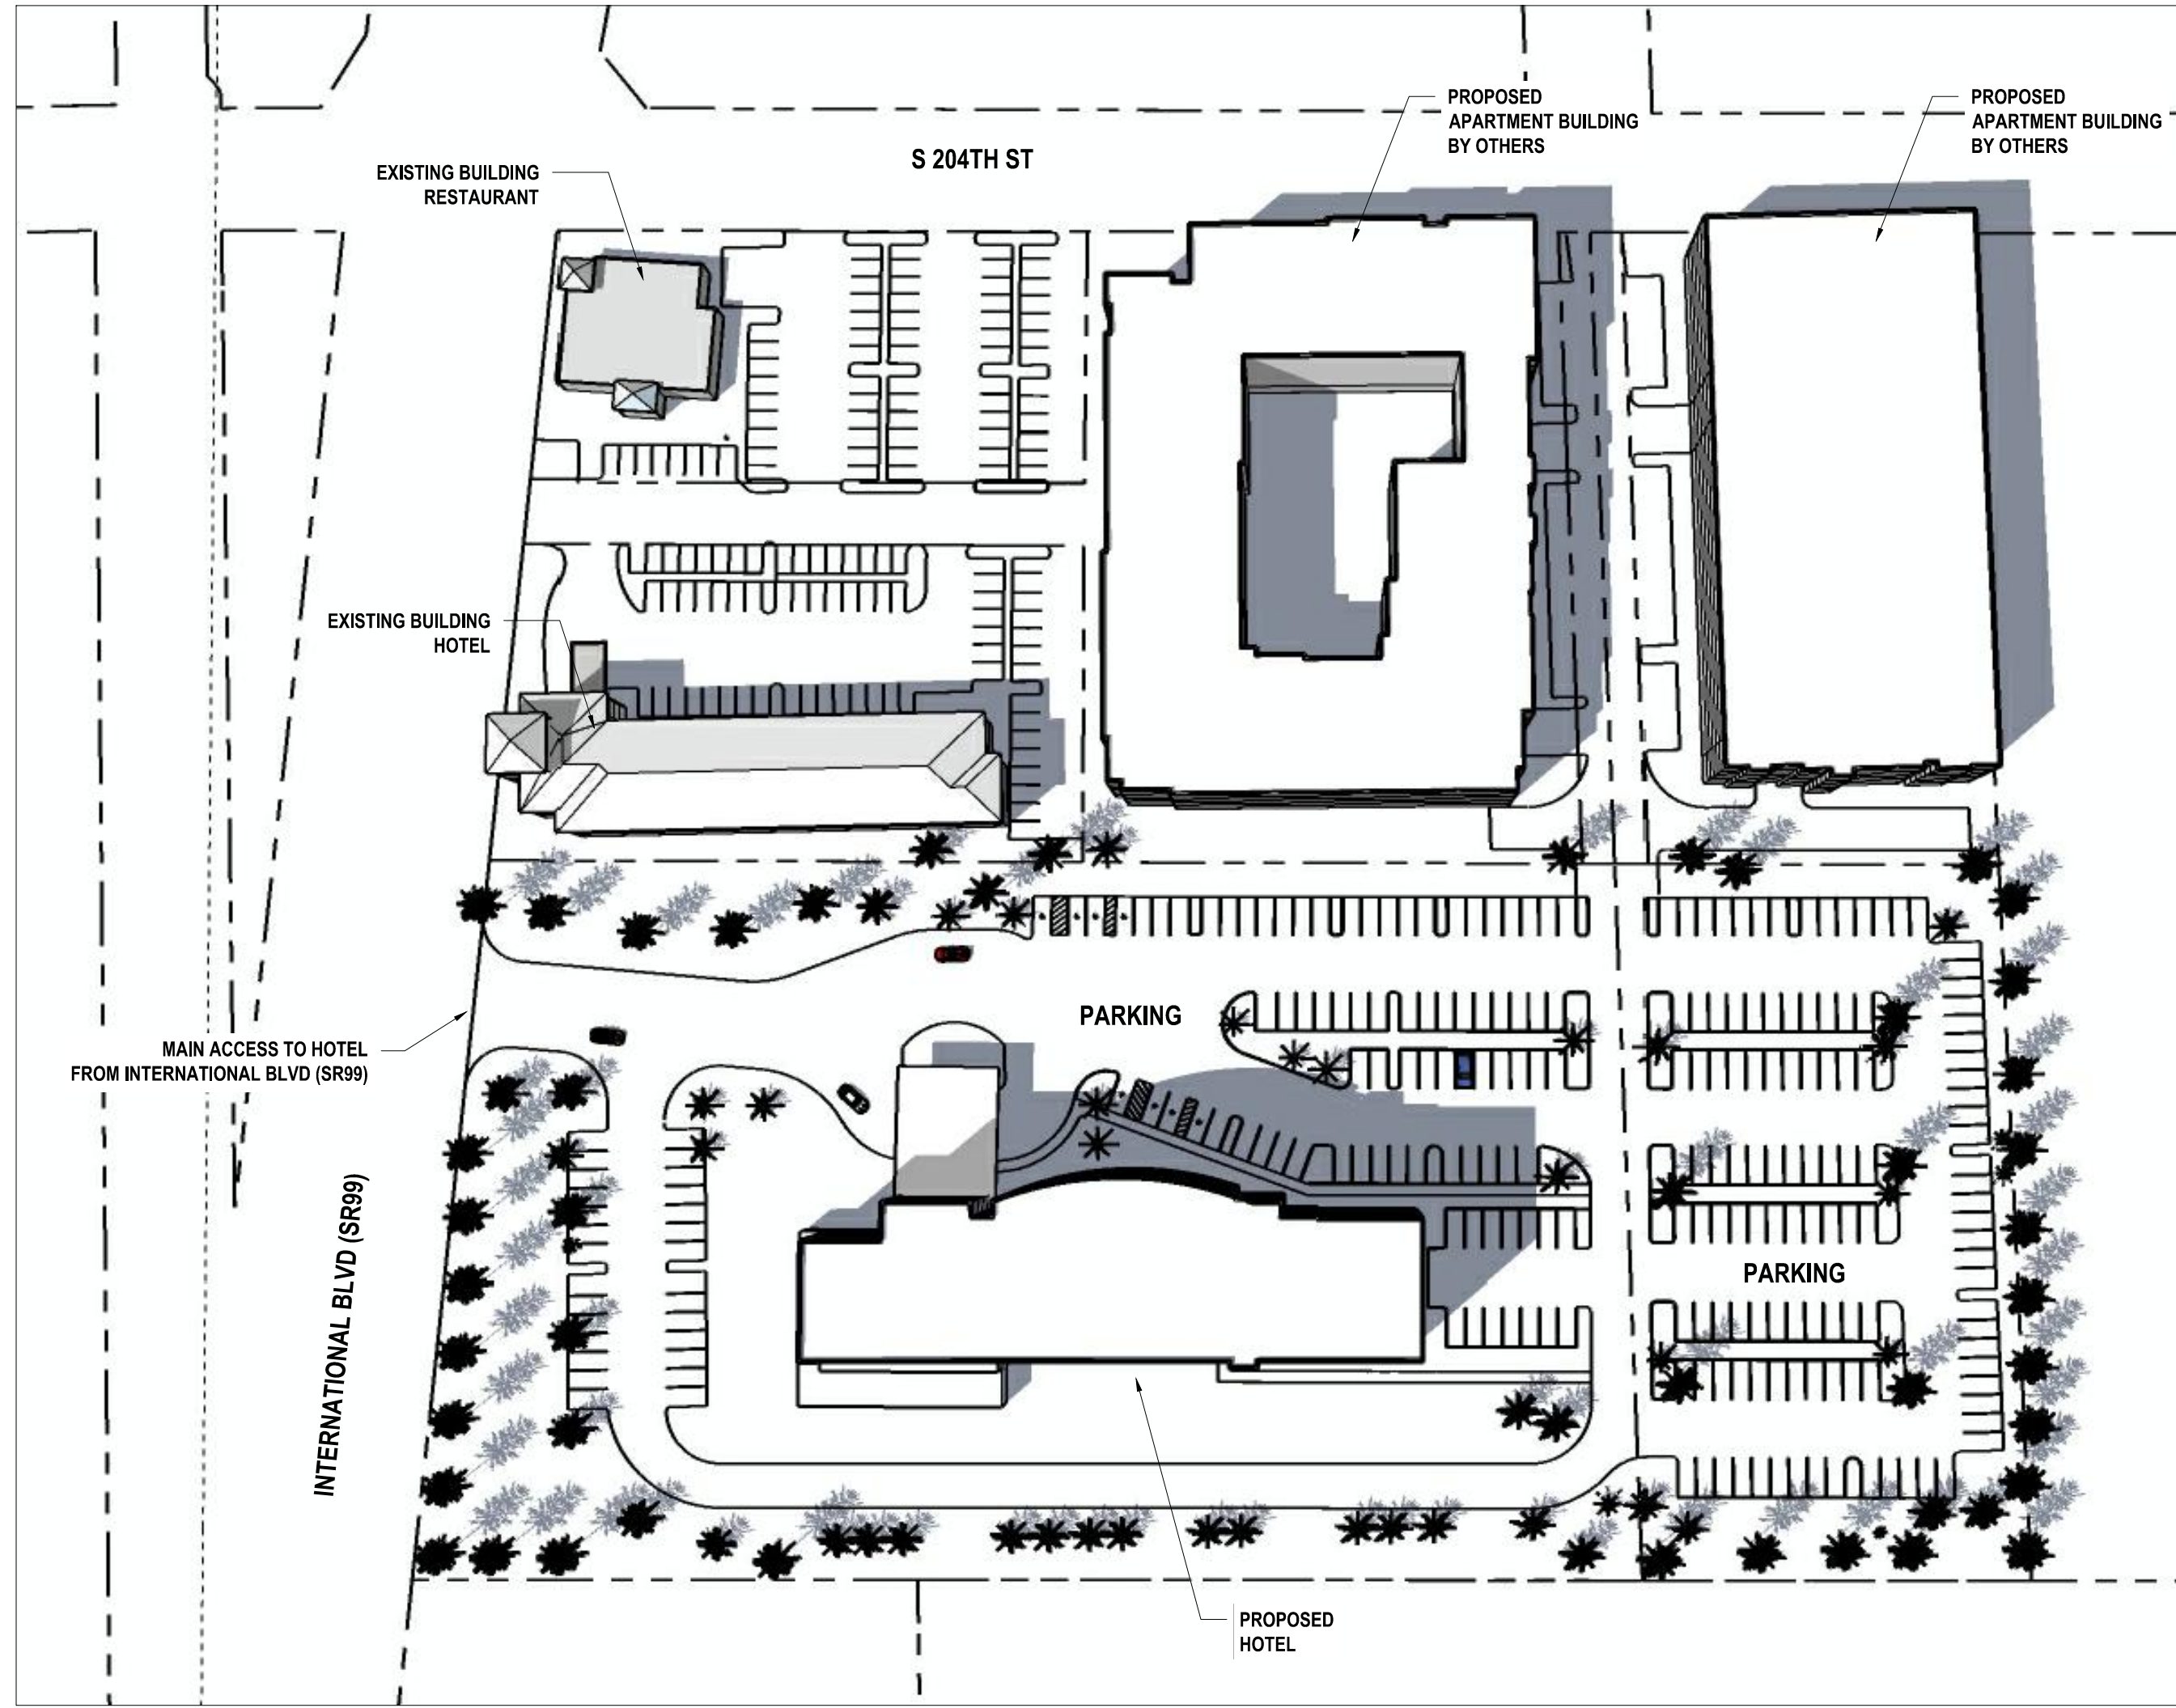 PROPOSED
APARTMENT BUILDING
BY OTHERS
PROPOSED
APARTMENT BUILDING
BY OTHERS
S 204TH ST
EXISTING BUILDING
RESTAURANT
EXISTING BUILDING
HOTEL
PARKING
MAIN ACCESS TO HOTEL
FROM INTERNATIONAL BLVD (SR99)
INTERNATIONAL BLVD (SR99)
PARKING
PROPOSED
HOTEL